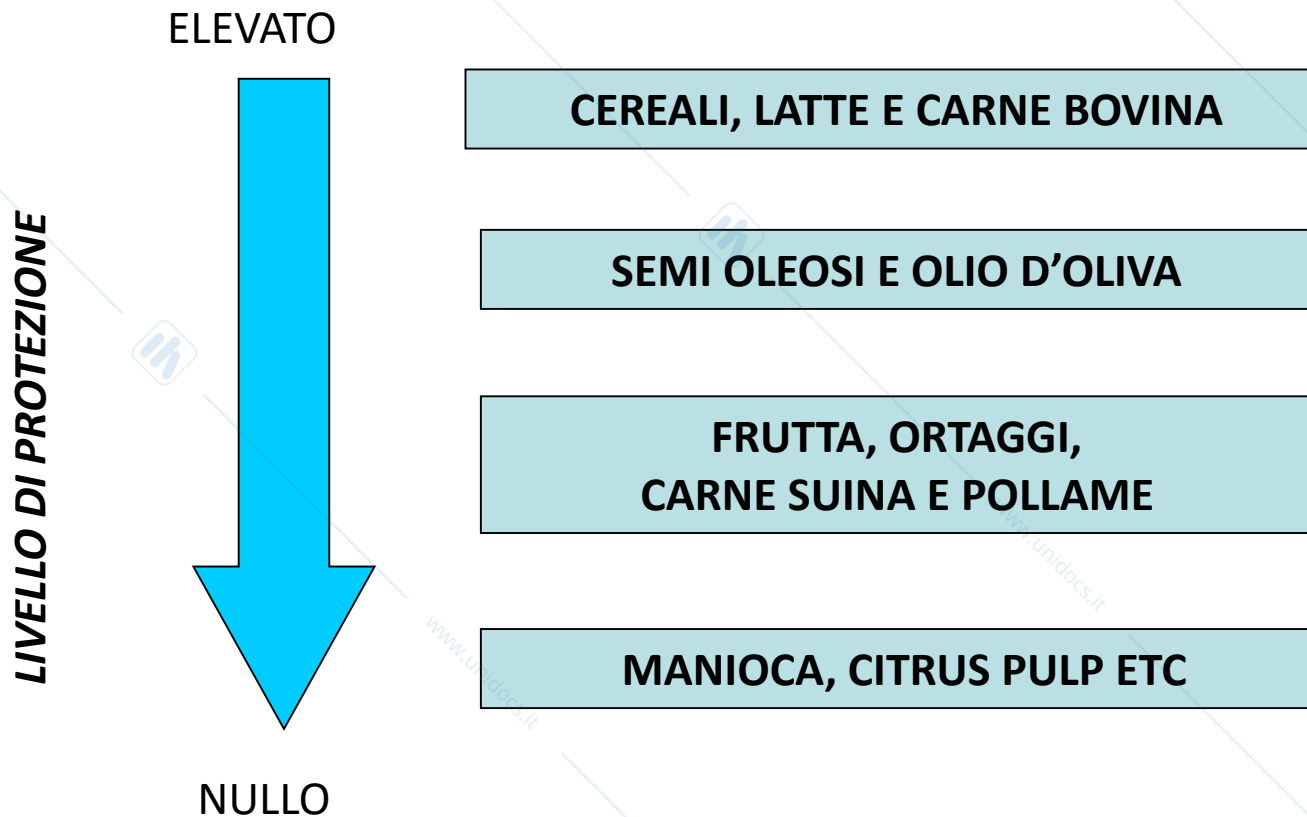 ELEVATO
CEREALI, LATTE E CARNE BOVINA
SEMI OLEOSI E OLIO D’OLIVA
LIVELLO DI PROTEZIONE
FRUTTA, ORTAGGI,
CARNE SUINA E POLLAME
www.unidocs.it
www.unidocs.it
MANIOCA, CITRUS PULP ETC
NULLO